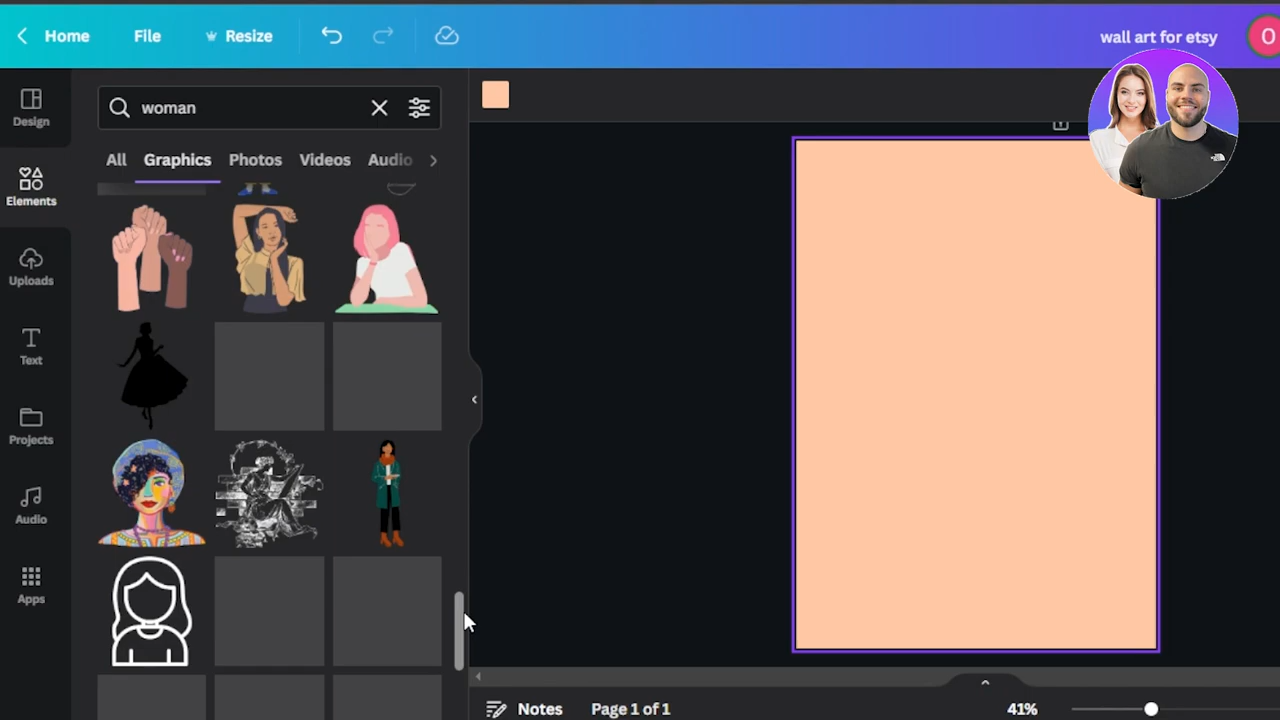 Home File Resize wall art for etsy O
Design
woman
All Graphics Photos Videos Audio
Elements
Uploads
Text
Projects
Audio
Apps
Notes Page 1 of 1 41%